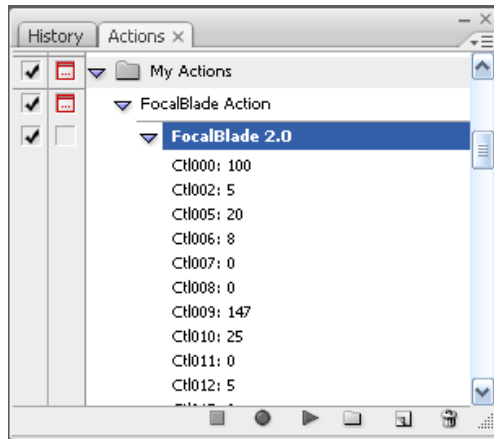 History Actions
My Actions
FocalBlade Action
FocalBlade 2.0
Ctl000: 100
Ctl002: 5
Ctl005: 20
Ctl006: 8
Ctl007: 0
Ctl008: 0
Ctl009: 147
Ctl010: 25
Ctl011: 0
Ctl012: 5